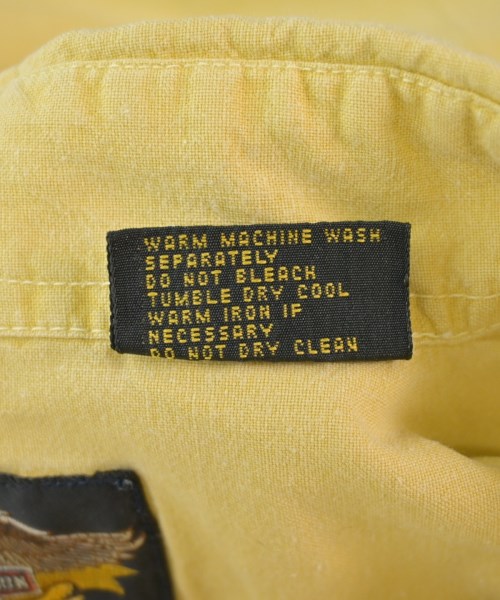 WARM MACHINE WASH
SEPARATELY
DO NOT BLEACH
TUMBLE DRY COOL
WARM IRON IF
NECESSARY
DO NOT DRY CLEAN